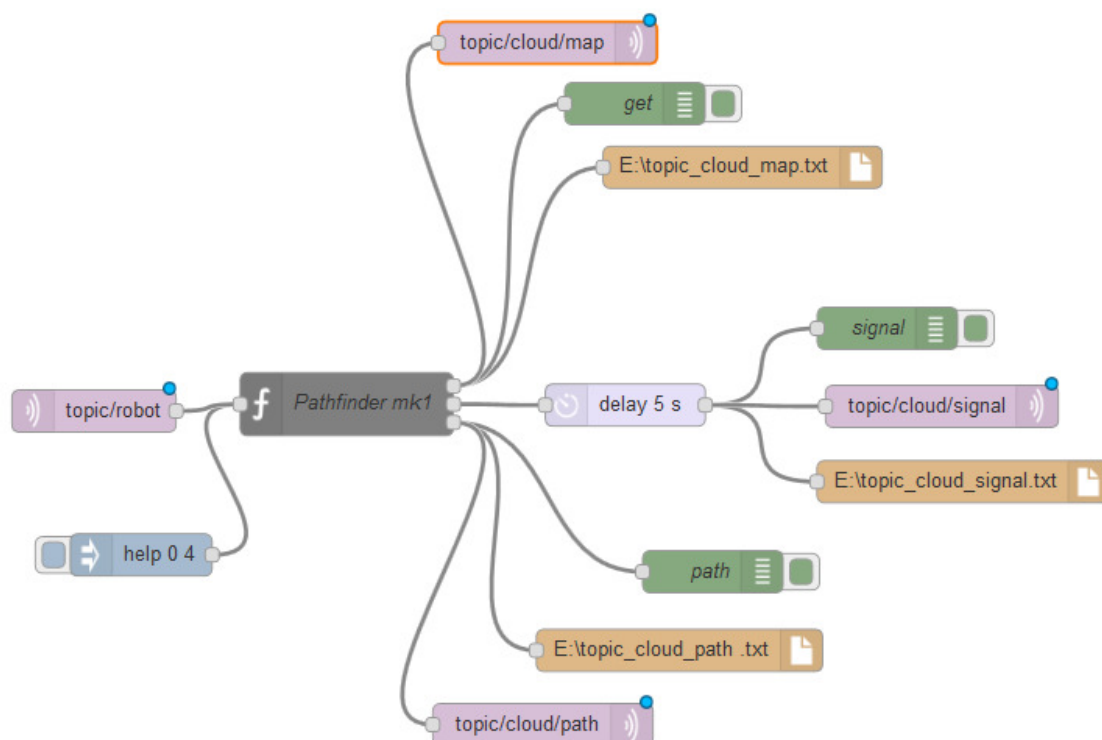 topic/cloud/map
get
E:\topic_cloud_map.txt
signal
topic/robot
Pathfinder mk1
delay 5 s
topic/cloud/signal
E:\topic_cloud_signal.txt
help 0 4
path
E:\topic_cloud_path .txt
topic/cloud/path